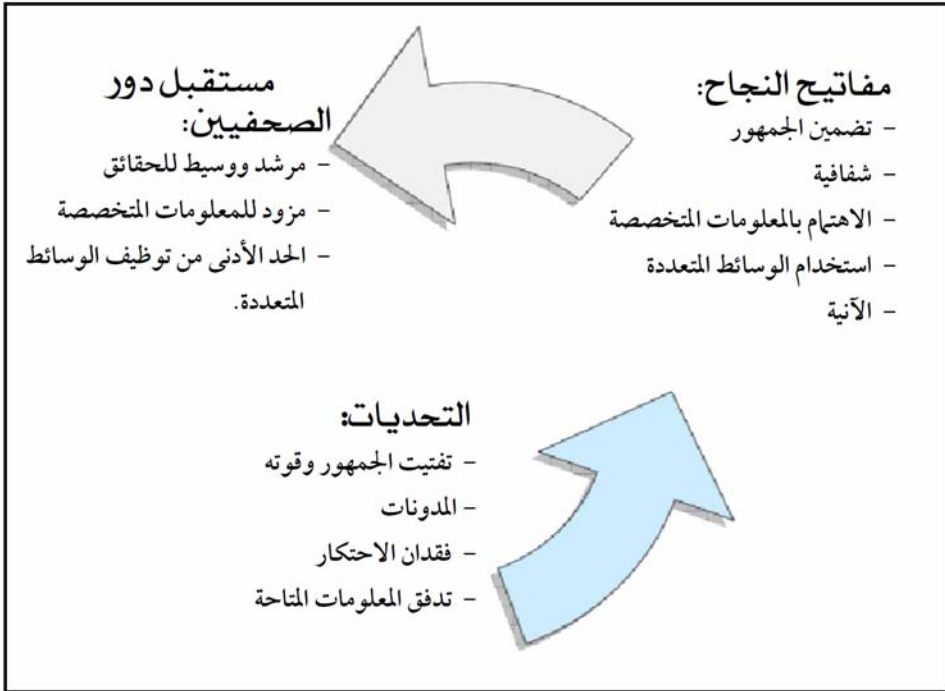 مفاتيح النجاح:
– تضمين الجمهور
– شفافية
– الاهتمام بالمعلومات المتخصصة
– استخدام الوسائط المتعددة
– الآنية
مستقبل دور
الصحفيين:
– مرشد ووسيط للحقائق
– مزود للمعلومات المتخصصة
– الحد الأدنى من توظيف الوسائط
المتعددة.
التحديات:
– تفتيت الجمهور وقوته
– المدونات
– فقدان الاحتكار
– تدفق المعلومات المتاحة